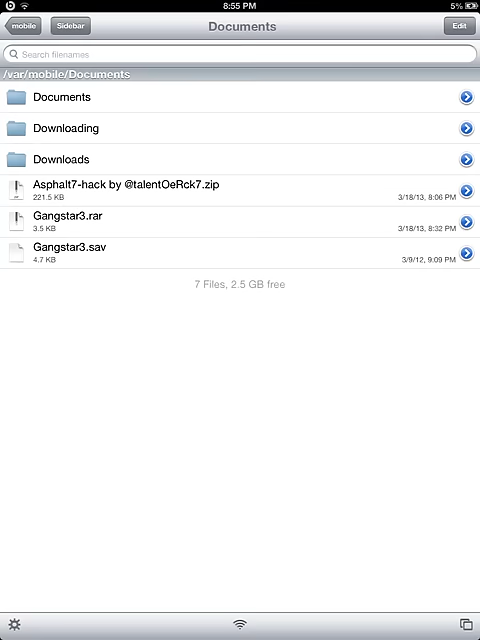 8:55 PM
5%
mobile
Sidebar
Documents
Edit
Search filenames
/var/mobile/Documents
Documents
Downloading
Downloads
Asphalt7-hack by @talentOeRck7.zip
221.5 KB
3/18/13, 8:06 PM
Gangstar3.rar
3.5 KB
3/18/13, 8:32 PM
Gangstar3.sav
4.7 KB
3/9/12, 9:09 PM
7 Files, 2.5 GB free